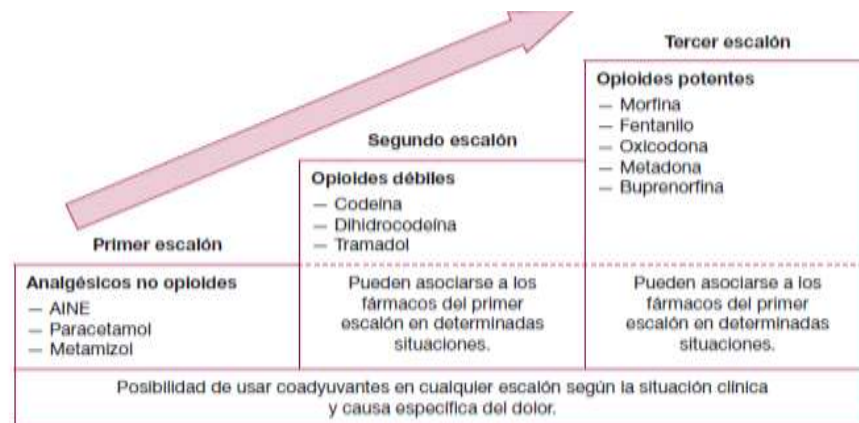 Tercer escalón
Opioides potentes
— Morfina
— Fentanilo
— Oxicodona
— Metadona
— Buprenorfina
Segundo escalón
Opioides débiles
— Codeína
— Dihidrocodeína
— Tramadol
Primer escalón
Analgésicos no opioides
— AINE
— Paracetamol
— Metamizol
Pueden asociarse a los
fármacos del primer
escalón en determinadas
situaciones.
Pueden asociarse a los
fármacos del primer
escalón en determinadas
situaciones.
Posibilidad de usar coadyuvantes en cualquier escalón según la situación clínica
y causa específica del dolor.